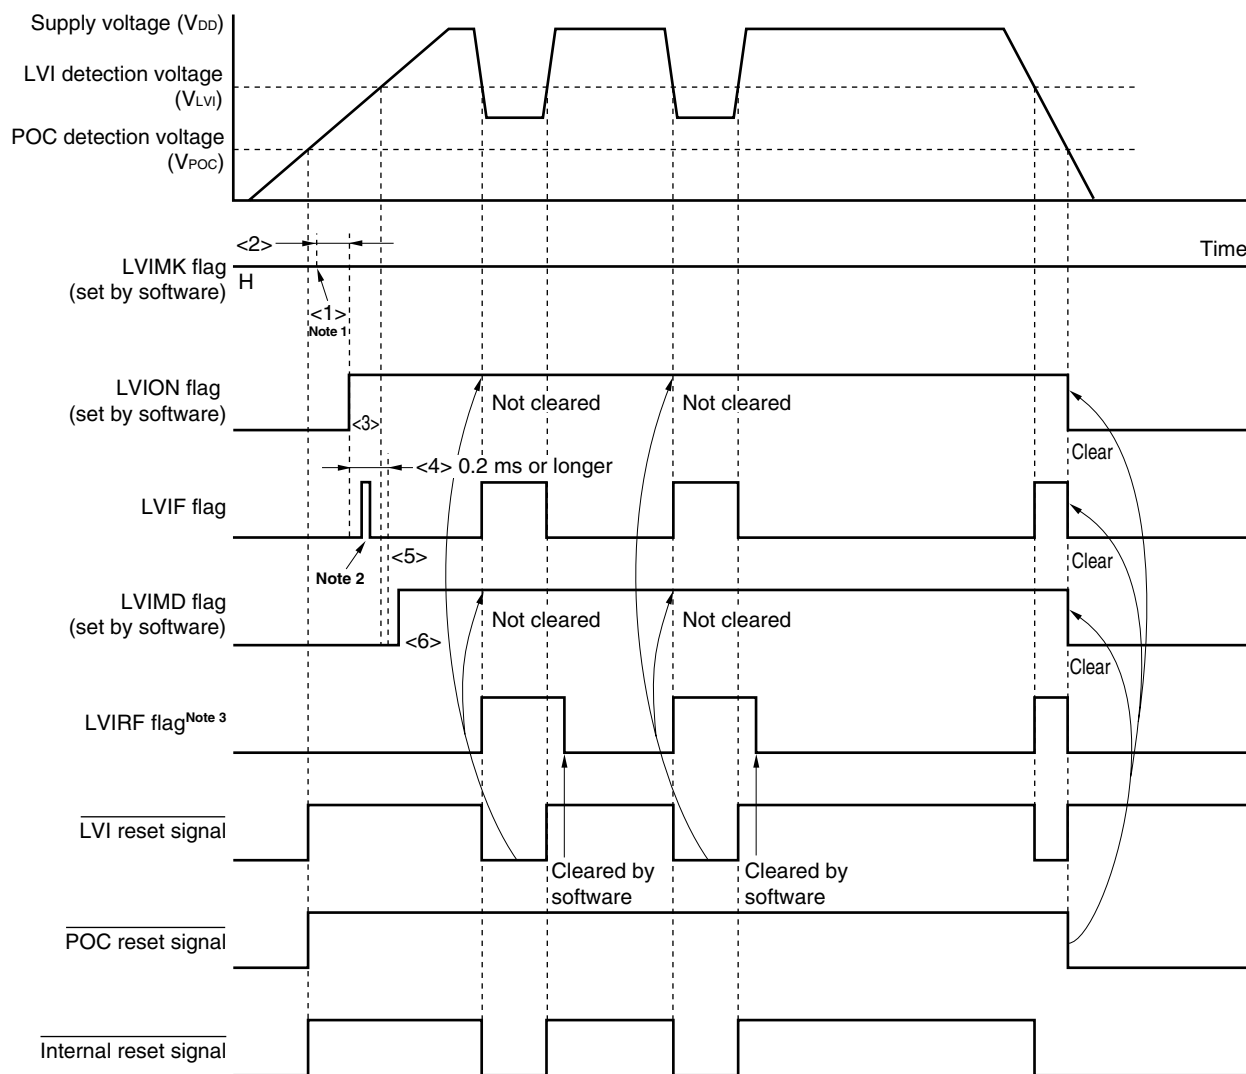 Supply voltage (VDD)
LVI detection voltage
(VLVI)
POC detection voltage
(VPOC)
<2>
Time
LVIMK flag
(set by software)
H
<1>
Note 1
LVION flag
(set by software)
Not cleared
Not cleared
<3>
Clear
<4> 0.2 ms or longer
LVIF flag
<5>
Note 2
Clear
LVIMD flag
(set by software)
Not cleared
Not cleared
<6>
Clear
LVIRF flagNote 3
LVI reset signal
Cleared by
software
Cleared by
software
POC reset signal
Internal reset signal